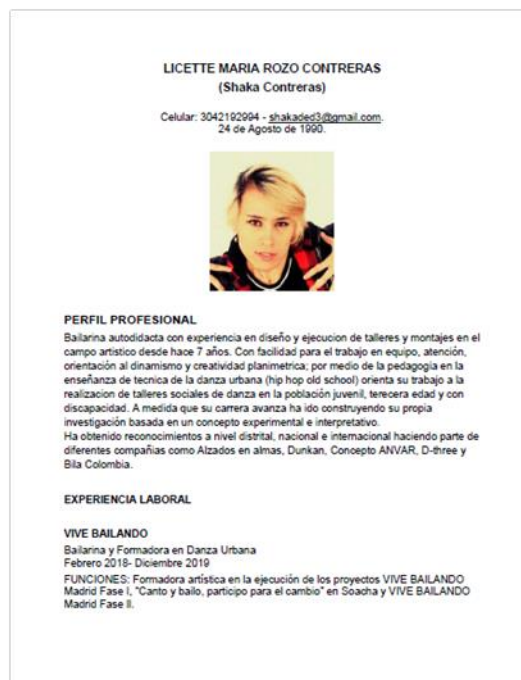 LICETTE MARIA ROZO CONTRERAS
(Shaka Contreras)
Celular: 3042192994 - shakaded3@gmail.com.
24 de Agosto de 1990.
PERFIL PROFESIONAL
Bailarina autodidacta con experiencia en diseño y ejecucion de talleres y montajes en el
campo artistico desde hace 7 años. Con facilidad para el trabajo en equipo, atención,
orientación al dinamismo y creatividad planimetrica; por medio de la pedagogia en la
enseñanza de tecnica de la danza urbana (hip hop old school) orienta su trabajo a la
realizacion de talleres sociales de danza en la población juvenil, terecera edad y con
discapacidad. A medida que su carrera avanza ha ido construyendo su propia
investigación basada en un concepto experimental e interpretativo.
Ha obtenido reconocimientos a nivel distrital, nacional e internacional haciendo parte de
diferentes compañias como Alzados en almas, Dunkan, Concepto ANVAR, D-three y
Bila Colombia.
EXPERIENCIA LABORAL
VIVE BAILANDO
Bailarina y Formadora en Danza Urbana
Febrero 2018- Diciembre 2019
FUNCIONES: Formadora artística en la ejecución de los proyectos VIVE BAILANDO
Madrid Fase I, "Canto y bailo, participo para el cambio" en Soacha y VIVE BAILANDO
Madrid Fase II.